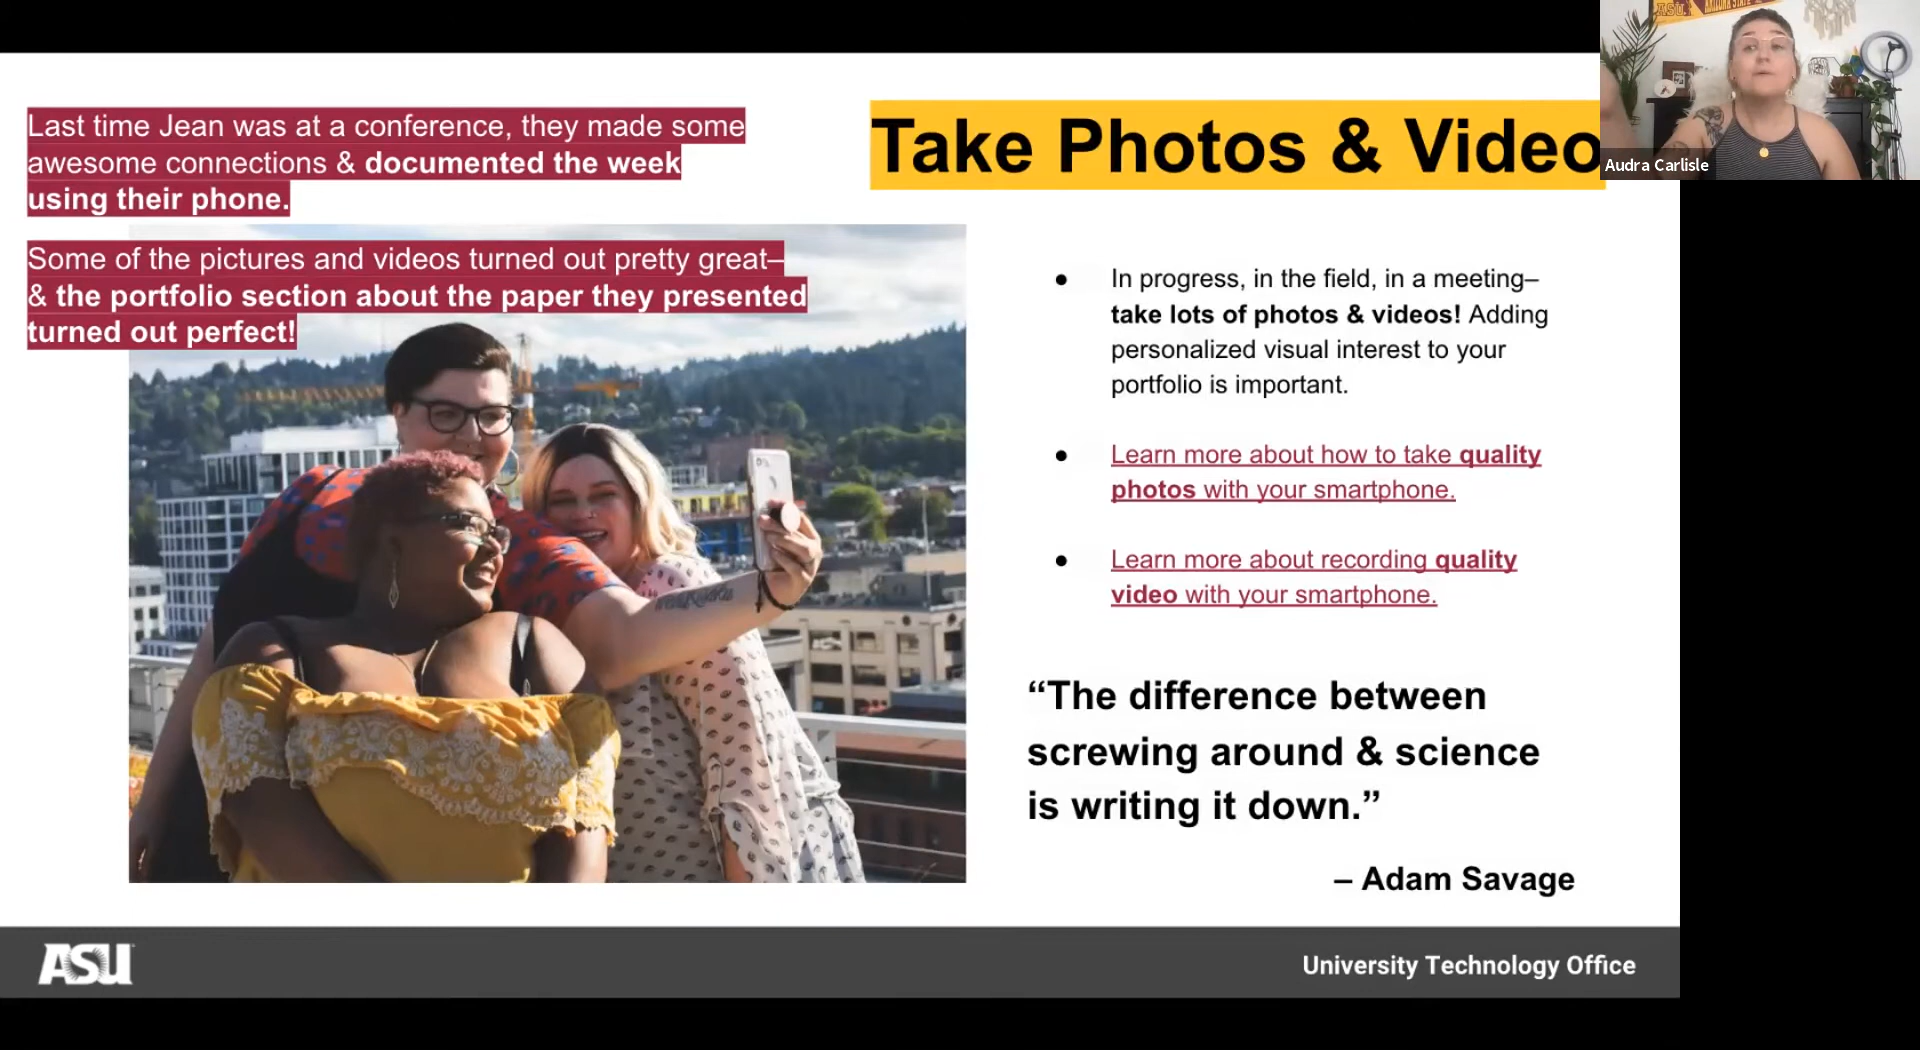 Last time Jean was at a conference, they made some
awesome connections & documented the week
using their phone.
Some of the pictures and videos turned out pretty great–
& the portfolio section about the paper they presented
turned out perfect!
Take Photos & Video
ASU
ARIZONA STATE
Audra Carlisle
● In progress, in the field, in a meeting–
take lots of photos & videos! Adding
personalized visual interest to your
portfolio is important.
● Learn more about how to take quality
photos with your smartphone.
● Learn more about recording quality
video with your smartphone.
“The difference between
screwing around & science
is writing it down.”
– Adam Savage
ASU
University Technology Office